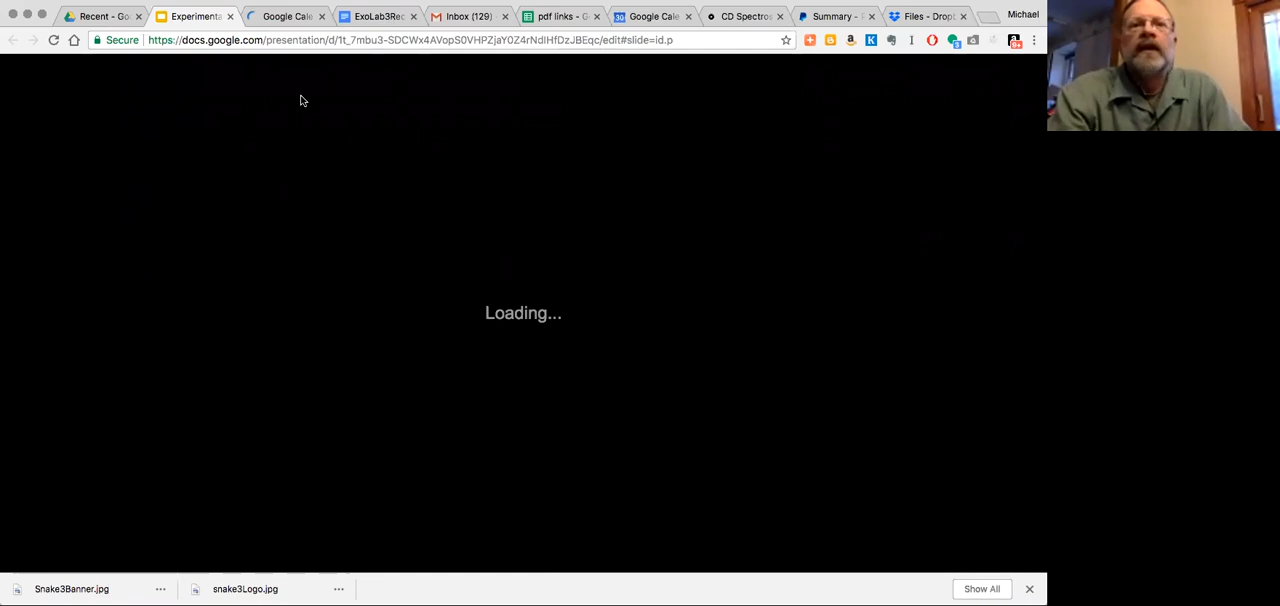 Recent - Go
Experimenta
Google Cale
ExoLab3Rec
Inbox (129)
pdf links - G
Google Cale
CD Spectros
Summary - P
Files - Dropb
Michael
Secure
https://docs.google.com/presentation/d/1t_7mbu3-SDCWx4AVopS0VHPZjaY0Z4rNdIHfDzJBEqc/edit#slide=id.p
Loading...
Snake3Banner.jpg
snake3Logo.jpg
Show All